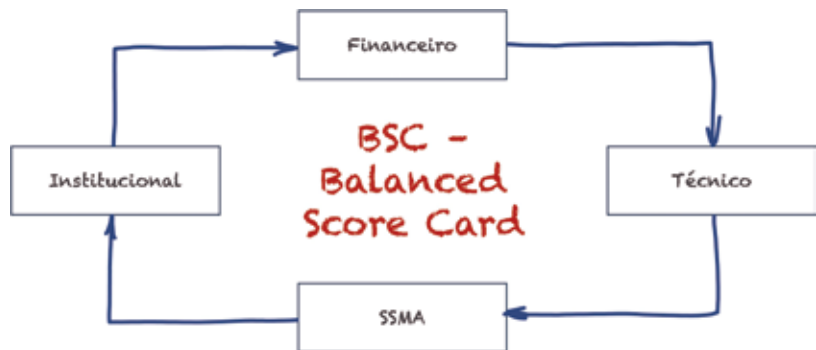 Financeiro
BSC -
Balanced
Score Card
Institucional
Técnico
SSMA